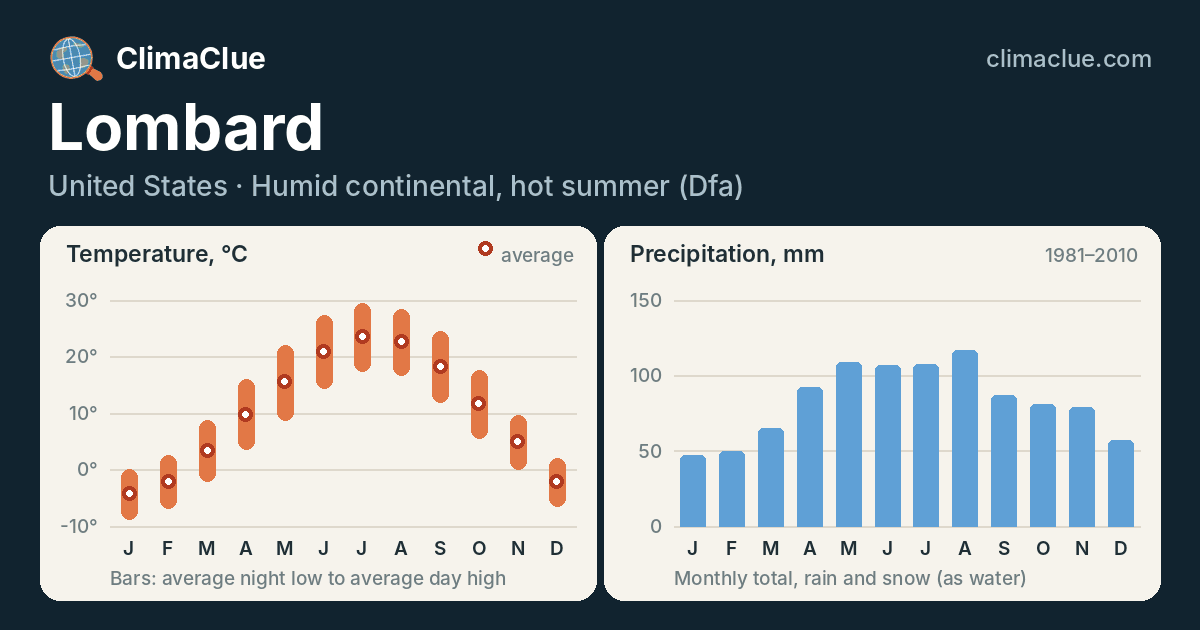 ClimaClue
climaclue.com
Lombard
United States · Humid continental, hot summer (Dfa)
Temperature, °C
average
30°
20°
10°
0°
-10°
J F M A M J J A S O N D
Bars: average night low to average day high
Precipitation, mm
1981–2010
150
100
50
0
J F M A M J J A S O N D
Monthly total, rain and snow (as water)